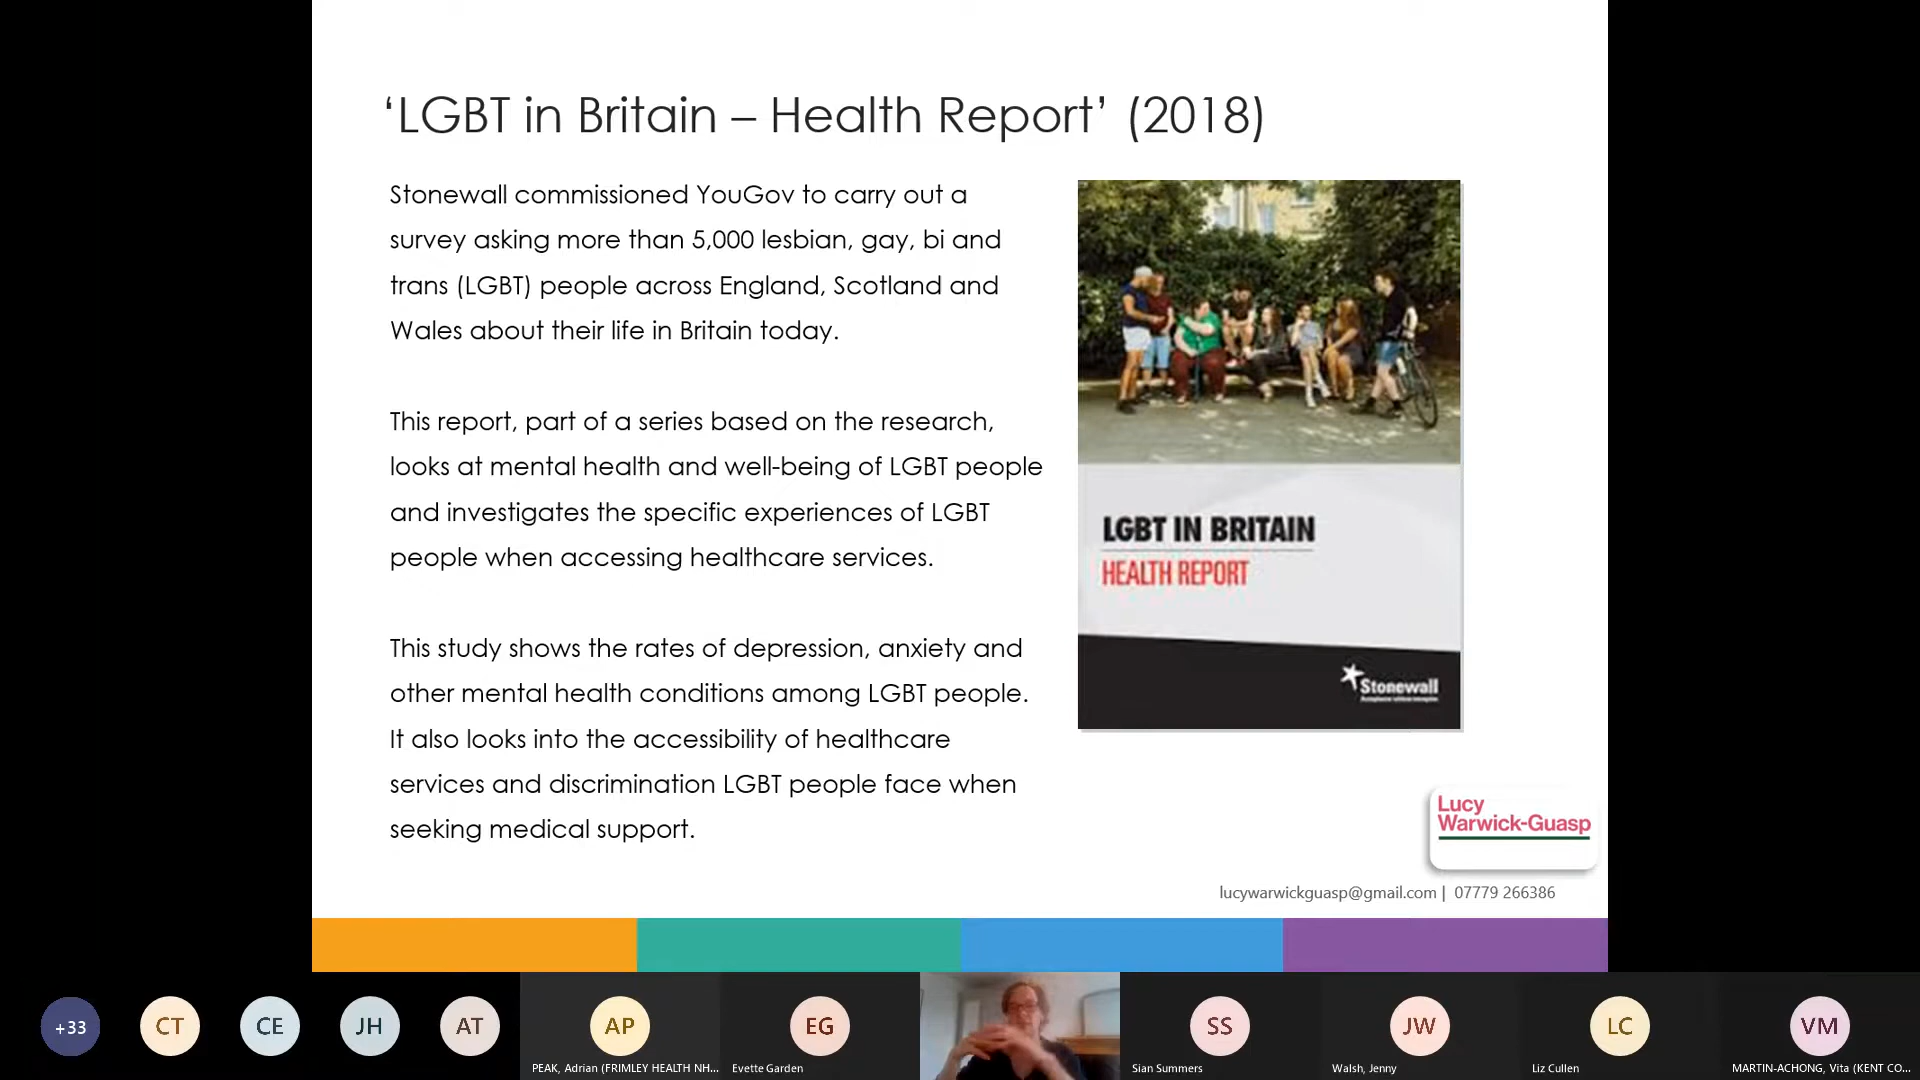 ‘LGBT in Britain – Health Report’ (2018)
Stonewall commissioned YouGov to carry out a
survey asking more than 5,000 lesbian, gay, bi and
trans (LGBT) people across England, Scotland and
Wales about their life in Britain today.
This report, part of a series based on the research,
looks at mental health and well-being of LGBT people
and investigates the specific experiences of LGBT
people when accessing healthcare services.
This study shows the rates of depression, anxiety and
other mental health conditions among LGBT people.
It also looks into the accessibility of healthcare
services and discrimination LGBT people face when
seeking medical support.
LGBT IN BRITAIN
HEALTH REPORT
Stonewall
Lucy
Warwick-Guasp
lucywarwickguasp@gmail.com | 07779 266386
+33
CT
CE
JH
AT
AP
PEAK, Adrian (FRIMLEY HEALTH NH...
EG
Evette Garden
SS
Sian Summers
JW
Walsh, Jenny
LC
Liz Cullen
VM
MARTIN-ACHONG, Vita (KENT CO...